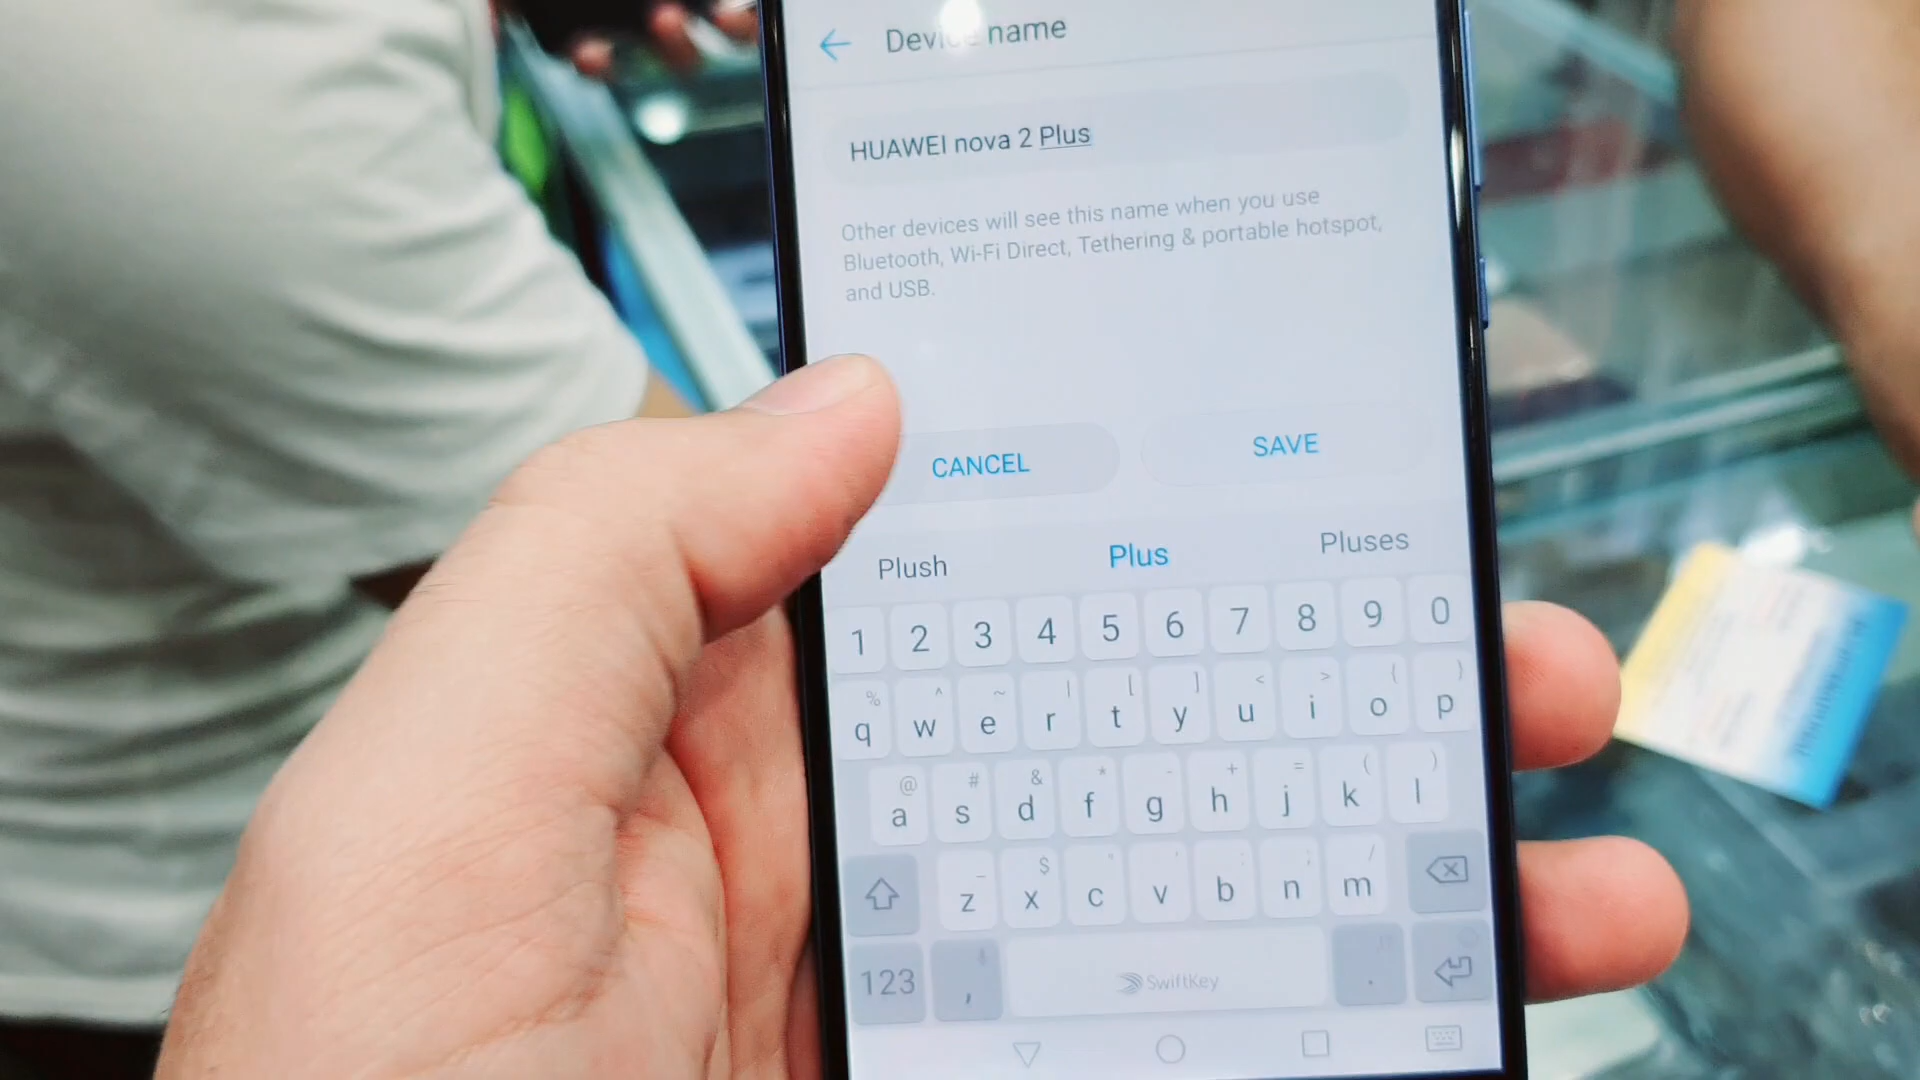 Device name
HUAWEI nova 2 Plus
Other devices will see this name when you use
Bluetooth, Wi-Fi Direct, Tethering & portable hotspot,
and USB.
CANCEL SAVE
Plush Plus Pluses
1 2 3 4 5 6 7 8 9 0
% ^ ~ | [ ] < > { }
q w e r t y u i o p
@ # & * - + = ( )
a s d f g h j k l
_ $ " ' : ; /
z x c v b n m
123 , SwiftKey .